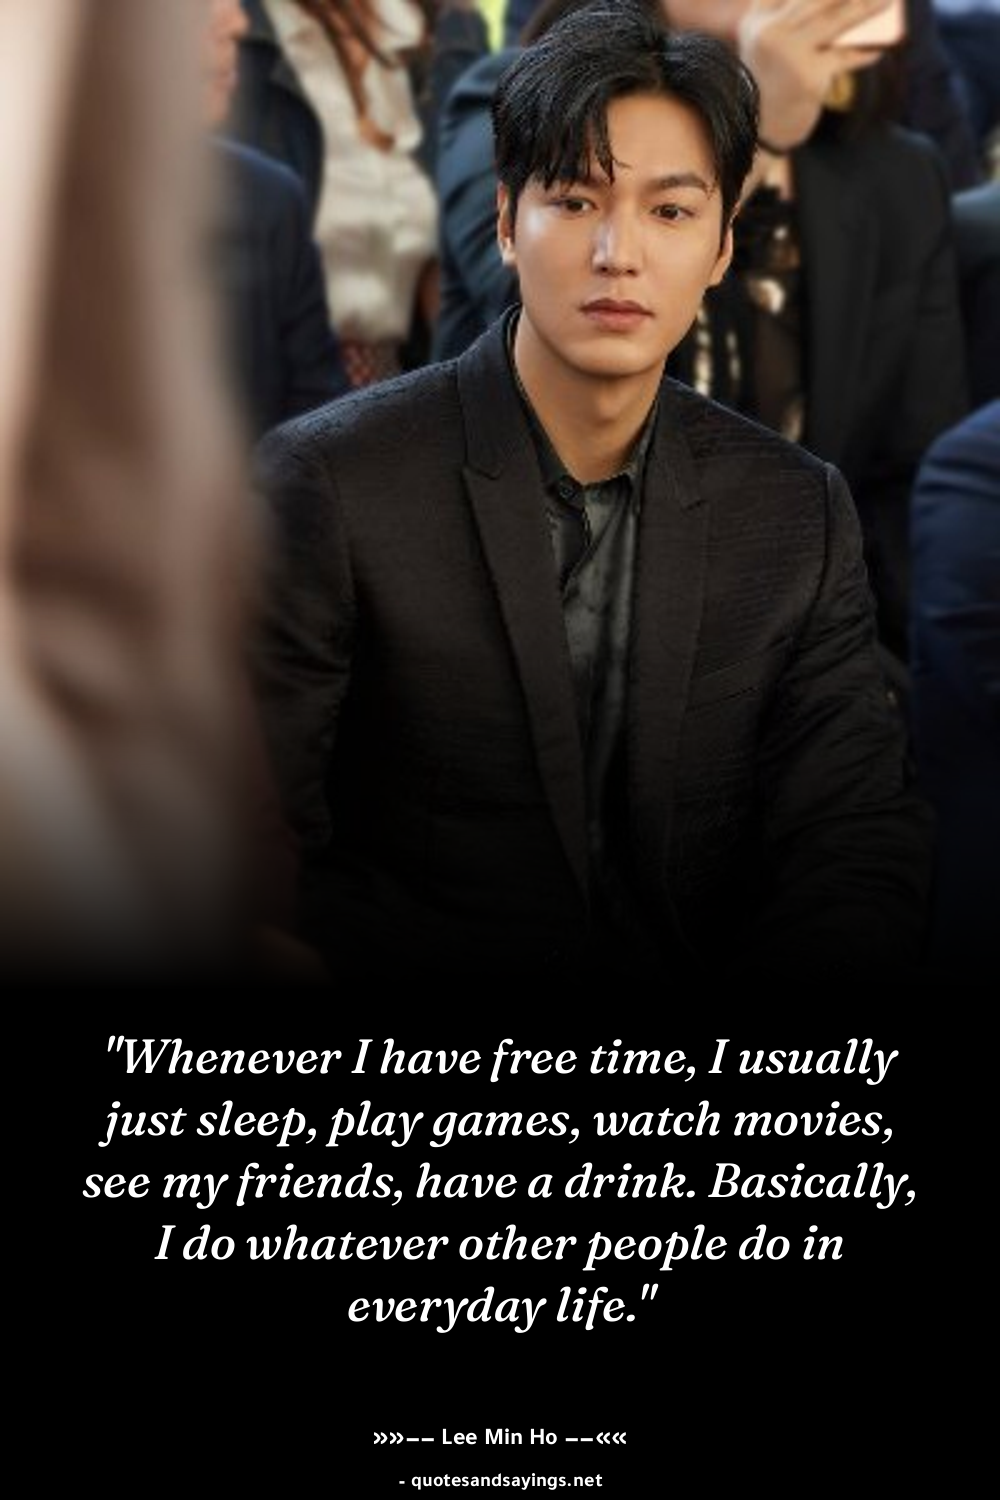 "Whenever I have free time, I usually
just sleep, play games, watch movies,
see my friends, have a drink. Basically,
I do whatever other people do in
everyday life."
»»−− Lee Min Ho −−««
- quotesandsayings.net